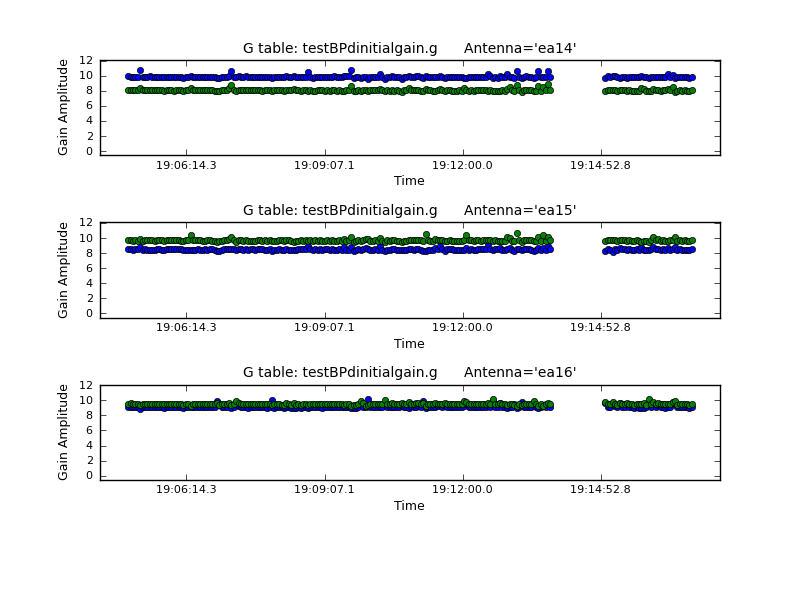 G table: testBPdinitialgain.g Antenna='ea14'
12
10
8
6
4
2
0
Gain Amplitude
19:06:14.3 19:09:07.1 19:12:00.0 19:14:52.8
Time
G table: testBPdinitialgain.g Antenna='ea15'
12
10
8
6
4
2
0
Gain Amplitude
19:06:14.3 19:09:07.1 19:12:00.0 19:14:52.8
Time
G table: testBPdinitialgain.g Antenna='ea16'
12
10
8
6
4
2
0
Gain Amplitude
19:06:14.3 19:09:07.1 19:12:00.0 19:14:52.8
Time